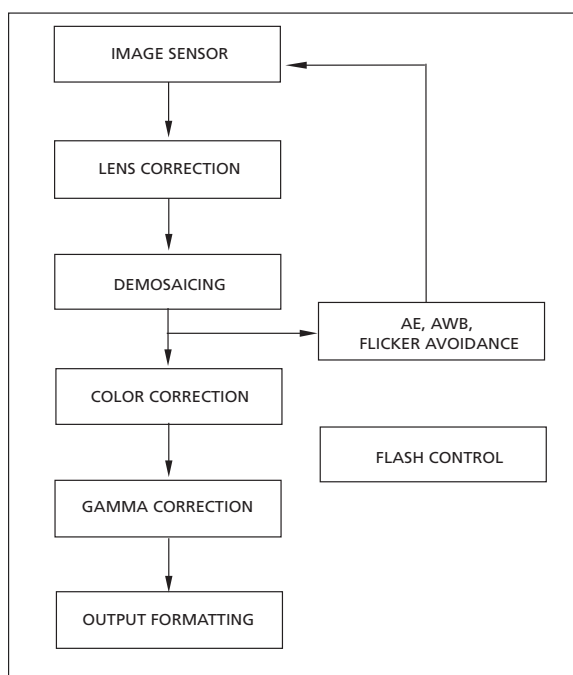 IMAGE SENSOR
LENS CORRECTION
DEMOSAICING
AE, AWB,
FLICKER AVOIDANCE
COLOR CORRECTION
FLASH CONTROL
GAMMA CORRECTION
OUTPUT FORMATTING